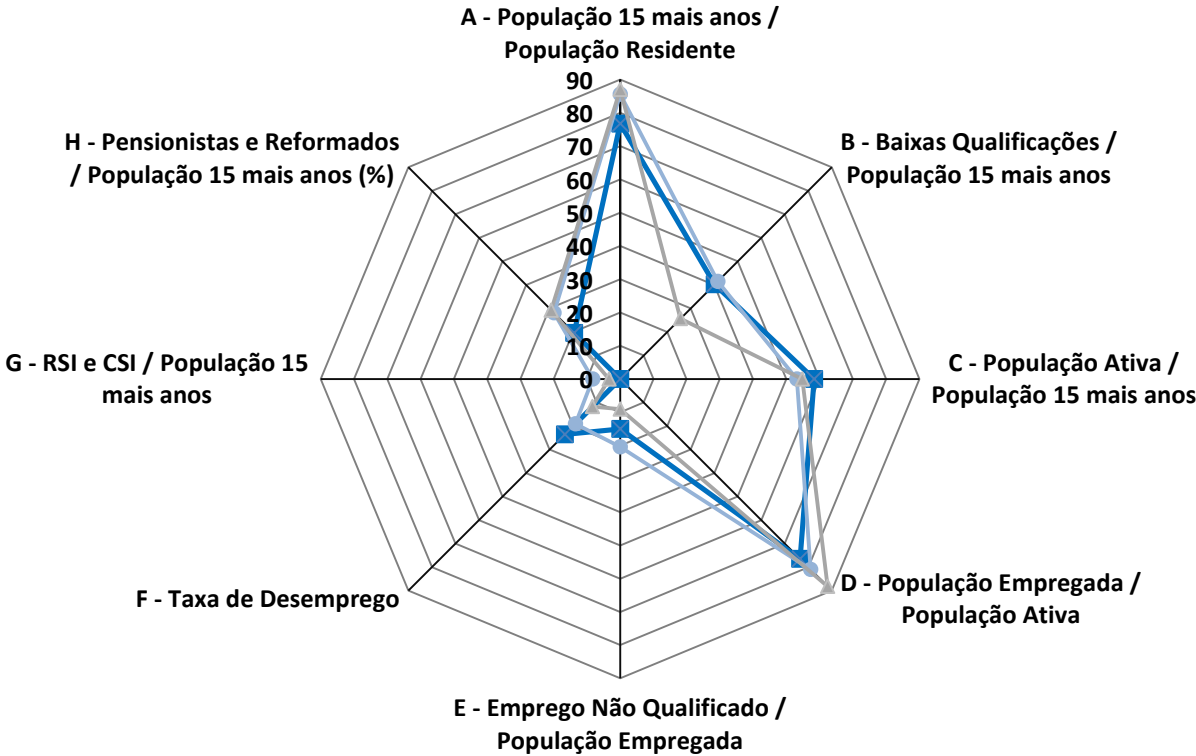 A - População 15 mais anos /
População Residente
B - Baixas Qualificações /
População 15 mais anos
C - População Ativa /
População 15 mais anos
D - População Empregada /
População Ativa
E - Emprego Não Qualificado /
População Empregada
F - Taxa de Desemprego
G - RSI e CSI / População 15
mais anos
H - Pensionistas e Reformados
/ População 15 mais anos (%)
90
80
70
60
50
40
30
20
10
0